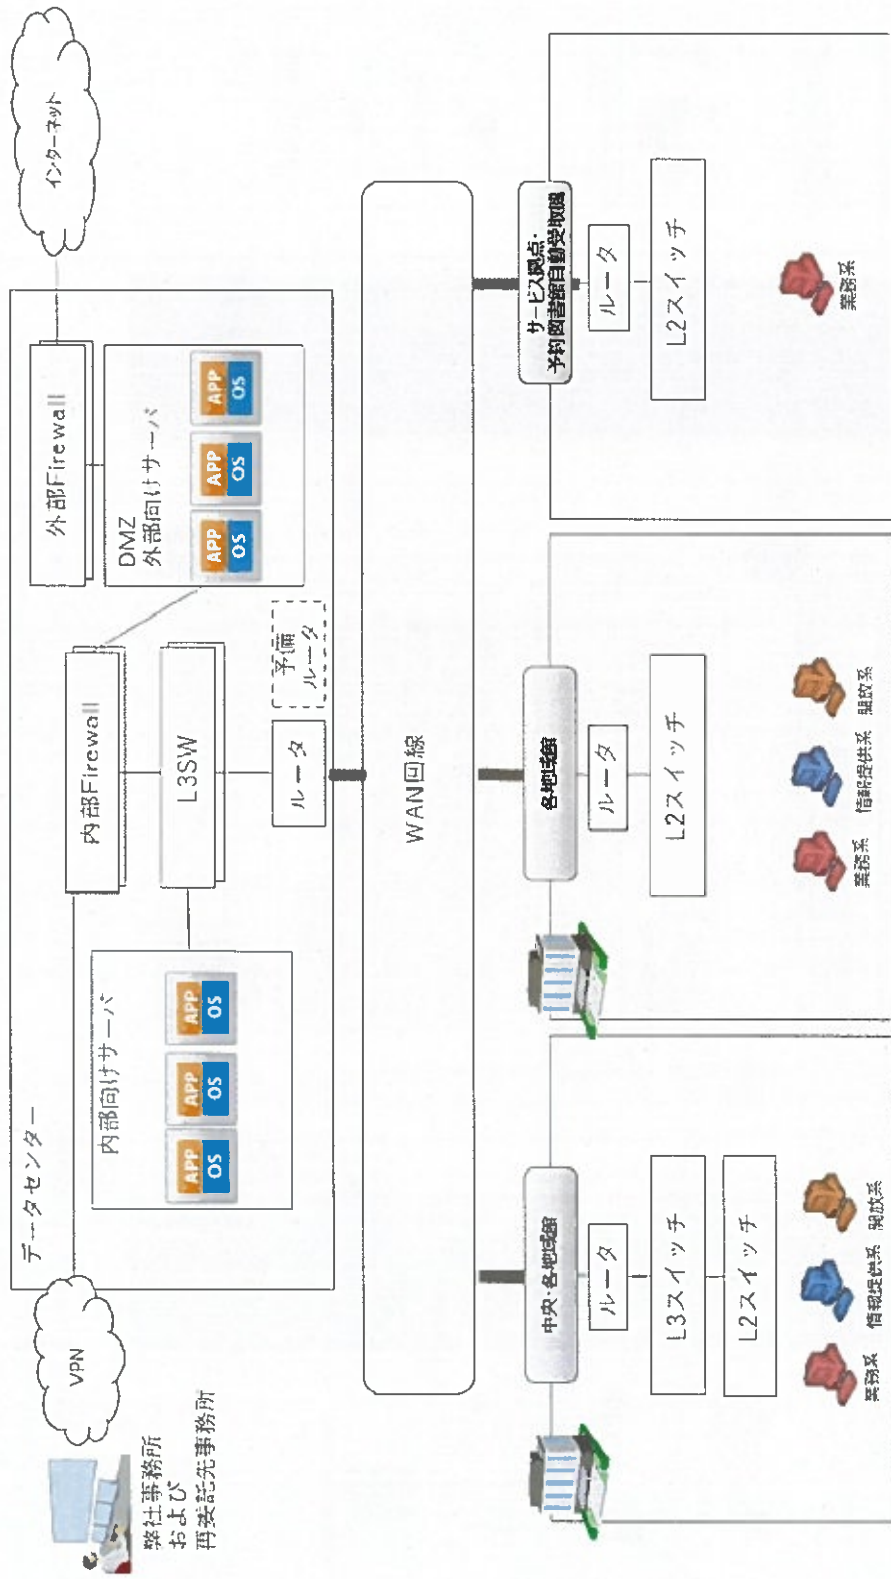 弊社事務所
および
再委託先事務所
VPN
データセンター
内部向けサーバ
APP
OS
APP
OS
APP
OS
内部Firewall
L3SW
ルータ
予備
ルータ
外部Firewall
DMZ
外部向けサーバ
APP
OS
APP
OS
APP
OS
インターネット
WAN回線
中央・各地域館
ルータ
L3スイッチ
L2スイッチ
業務系
情報提供系
開放系
各地域館
ルータ
L2スイッチ
業務系
情報提供系
開放系
サービス拠点・
予約図書館自動受取機
ルータ
L2スイッチ
業務系